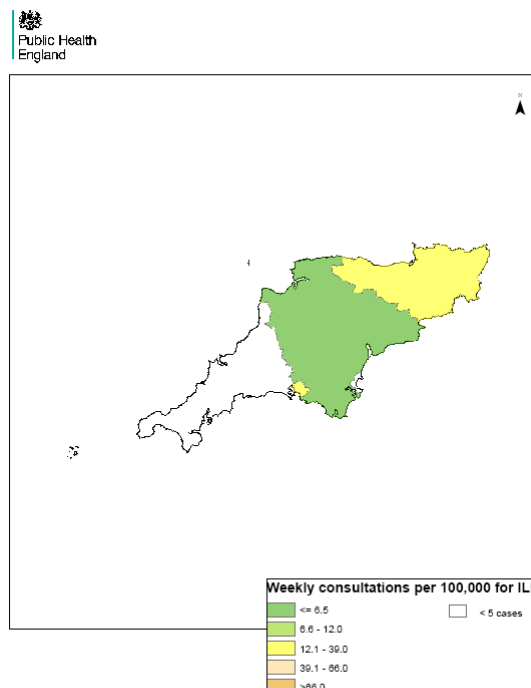 Public Health
England
N
Weekly consultations per 100,000 for IL
<= 6.5
< 5 cases
6.6 - 12.0
12.1 - 39.0
39.1 - 66.0
>66.0